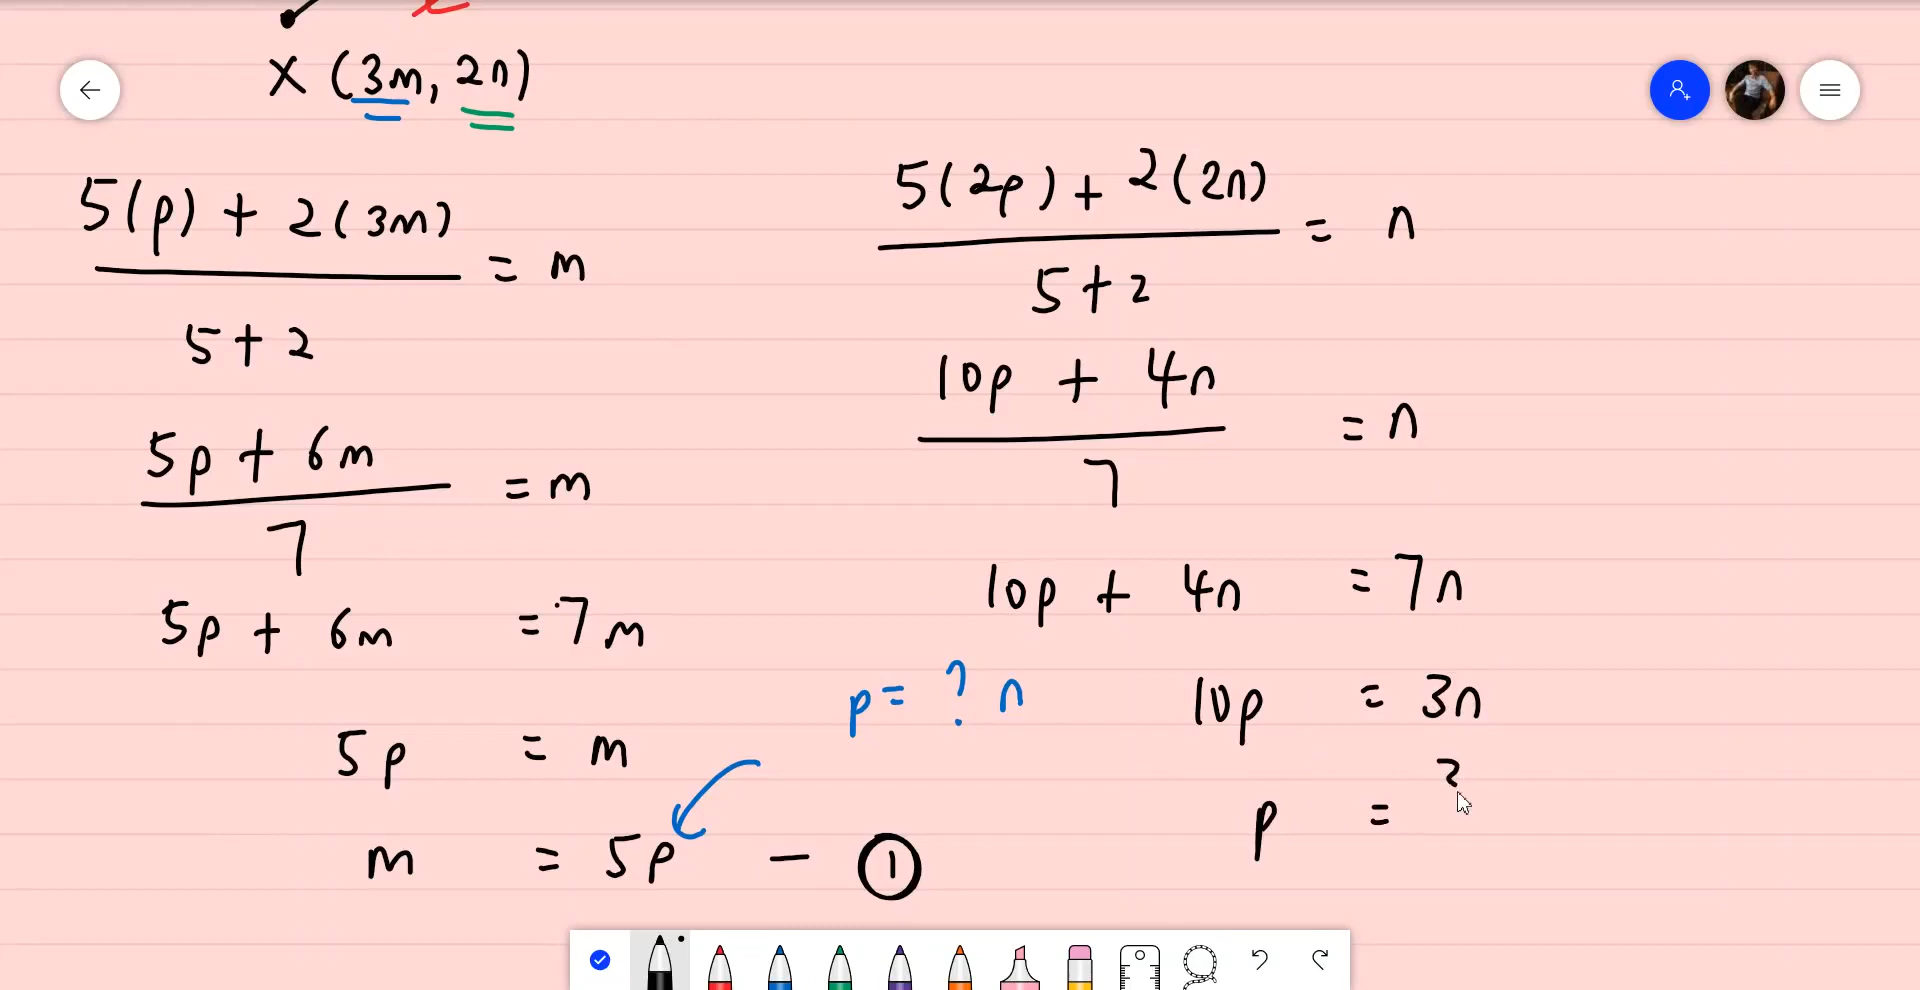 X (3m, 2n)
5(p) + 2(3m)
5+2
= m
5p + 6m
7
= m
5p + 6m = 7m
5p = m
m = 5p - ①
5(2p) + 2(2n)
5+2
= n
10p + 4n
7
= n
10p + 4n = 7n
p = ? n
10p = 3n
p =